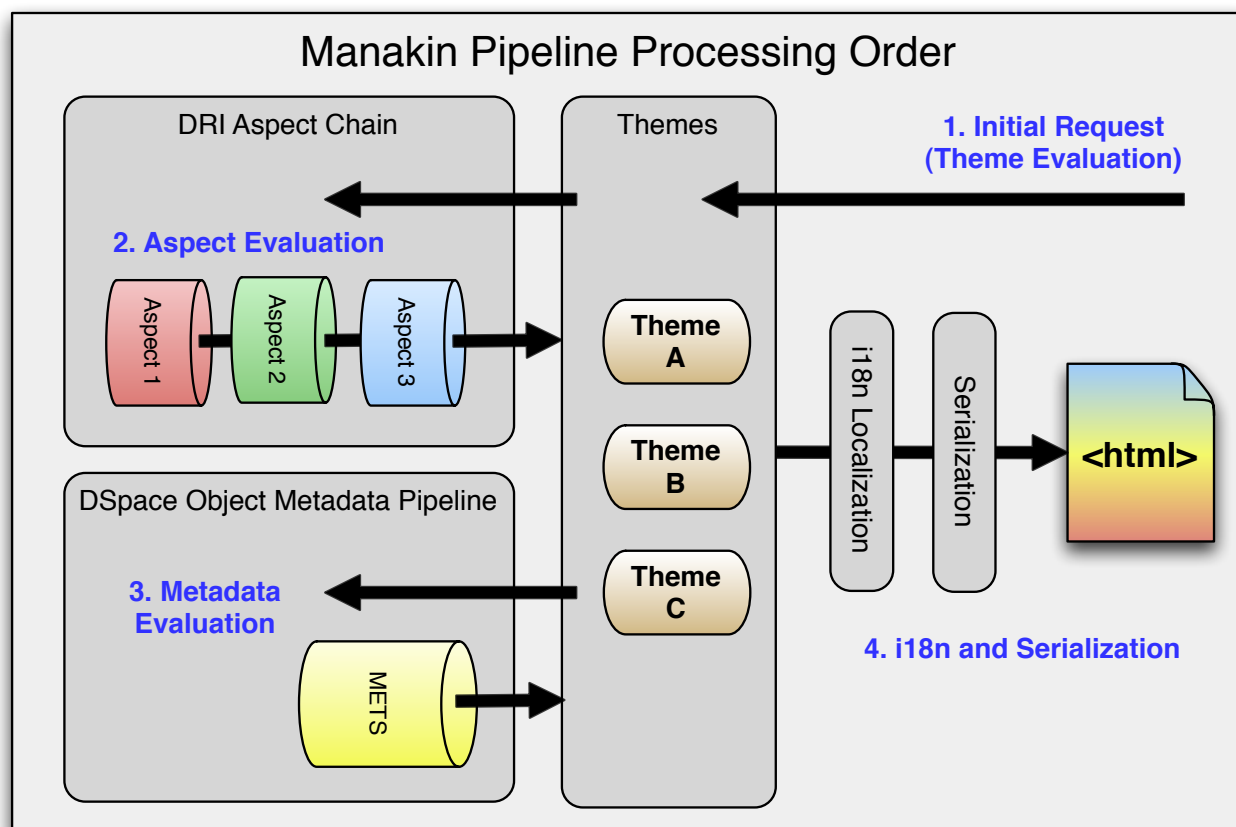 Manakin Pipeline Processing Order
DRI Aspect Chain
Themes
1. Initial Request
(Theme Evaluation)
2. Aspect Evaluation
Aspect 1
Aspect 2
Aspect 3
Theme
A
Theme
B
Theme
C
i18n Localization
Serialization
<html>
DSpace Object Metadata Pipeline
3. Metadata
Evaluation
METS
4. i18n and Serialization